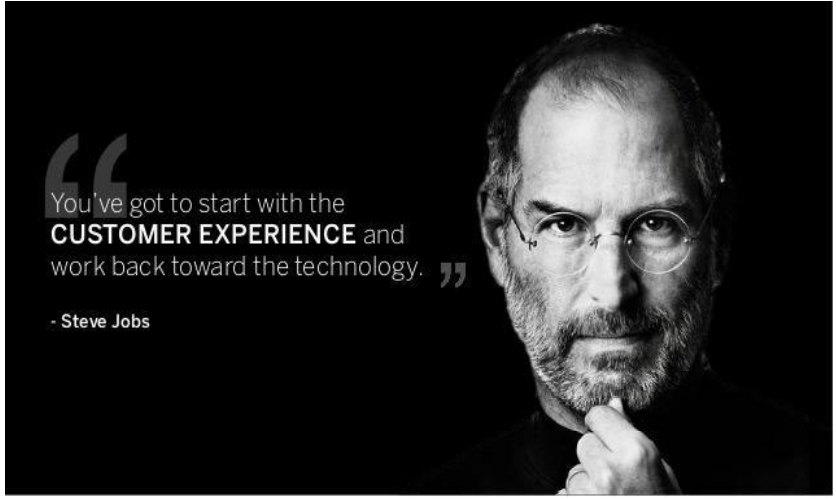 “
You've got to start with the
CUSTOMER EXPERIENCE and
work back toward the technology. ”
- Steve Jobs